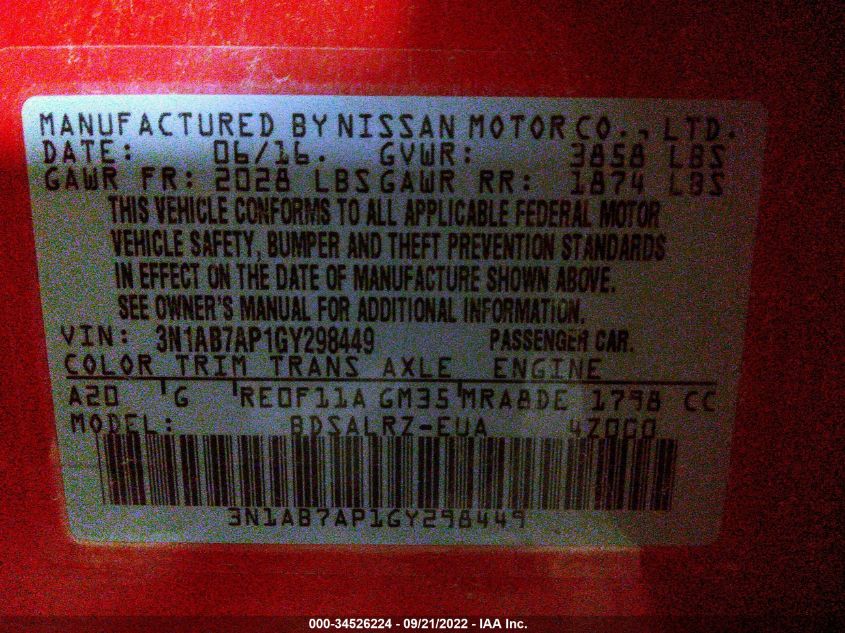 MANUFACTURED BY NISSAN MOTOR CO., LTD.
DATE: 06/16. GVWR: 3858 LBS
GAWR FR: 2028 LBS GAWR RR: 1874 LBS
THIS VEHICLE CONFORMS TO ALL APPLICABLE FEDERAL MOTOR
VEHICLE SAFETY, BUMPER AND THEFT PREVENTION STANDARDS
IN EFFECT ON THE DATE OF MANUFACTURE SHOWN ABOVE.
SEE OWNER'S MANUAL FOR ADDITIONAL INFORMATION.
VIN: 3N1AB7AP1GY298449 PASSENGER CAR.
COLOR TRIM TRANS AXLE ENGINE
A20 G RE0F11A GM35 MRA8DE 1798 CC
MODEL: BDSALRZ-EUA 4Z0G0
3N1AB7AP1GY298449
000-34526224 - 09/21/2022 - IAA Inc.